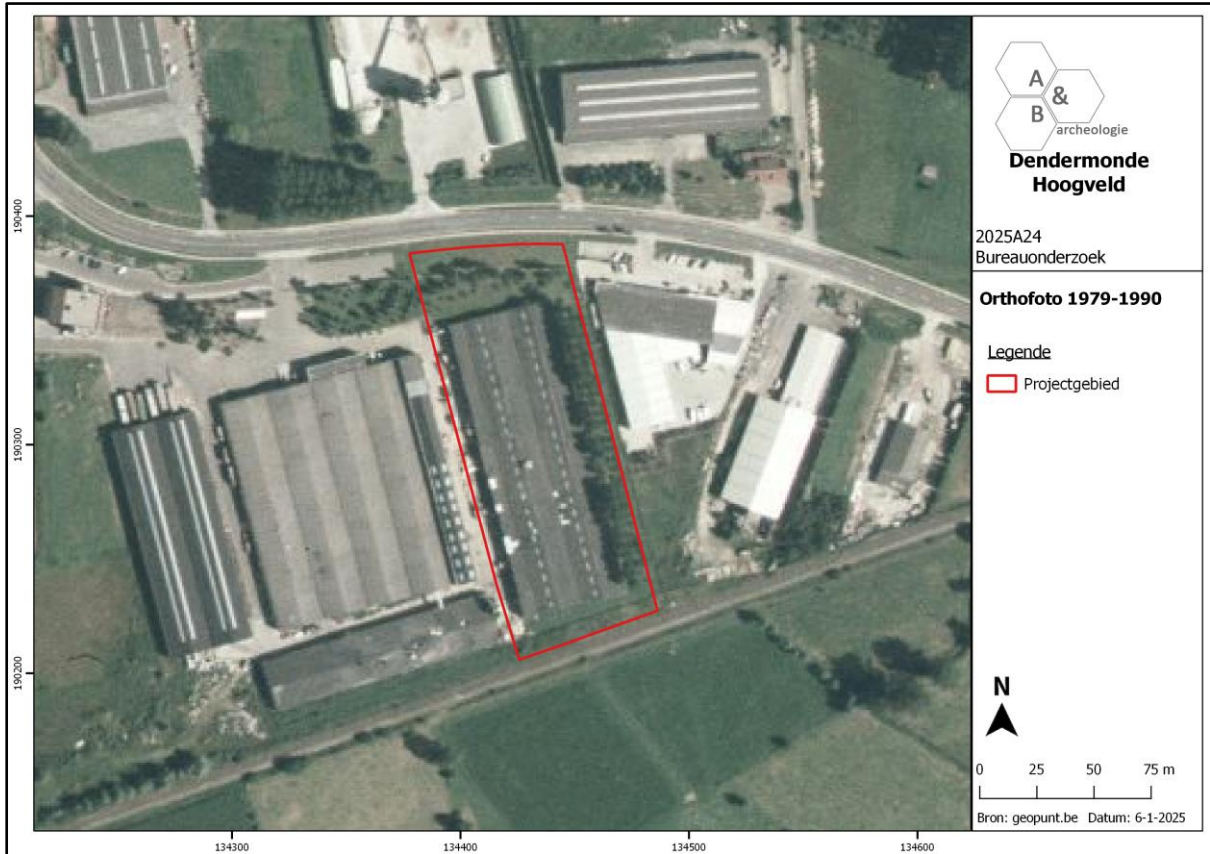 A
&
B
archeologie
Dendermonde
Hoogveld
2025A24
Bureauonderzoek
Orthofoto 1979-1990
Legende
Projectgebied
N
0 25 50 75 m
Bron: geopunt.be Datum: 6-1-2025
190400
190300
190200
134300 134400 134500 134600